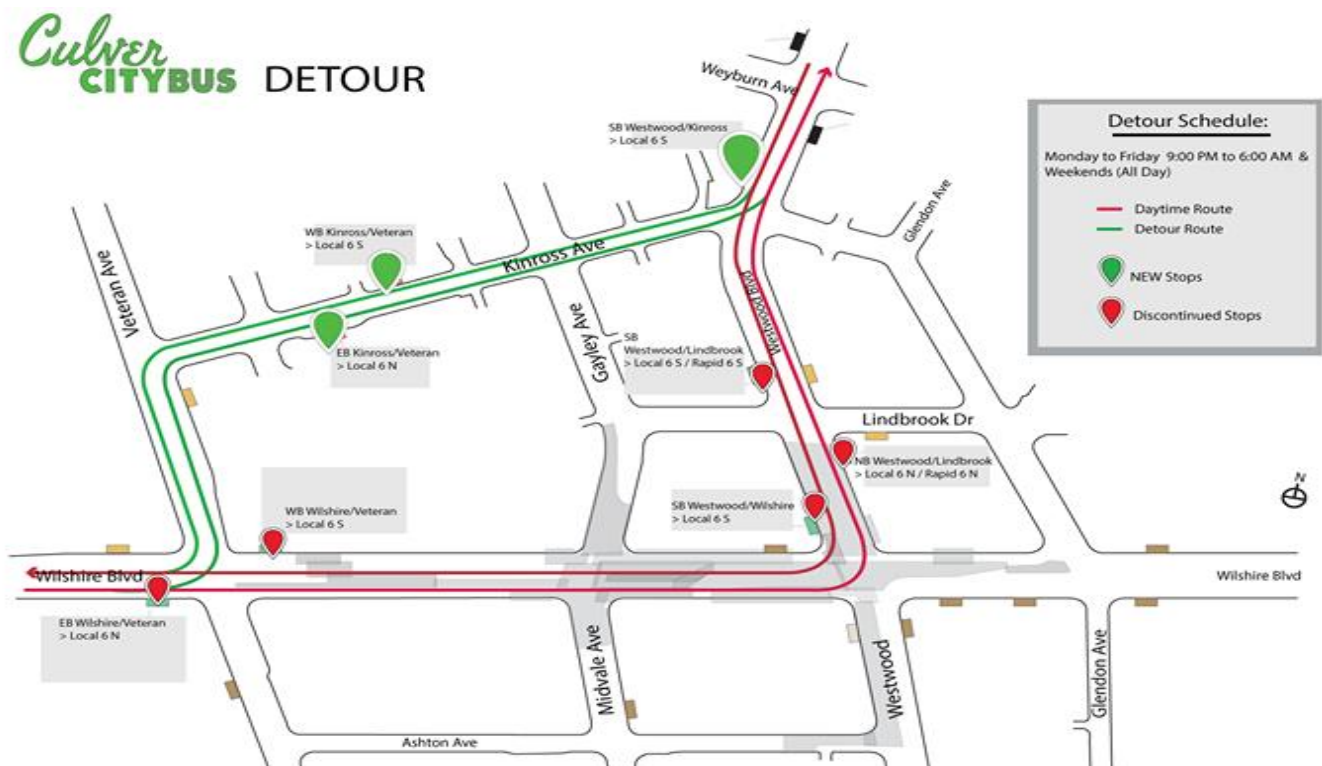 Culver
CITYBUS DETOUR
Weyburn Ave
SB Westwood/Kinross
> Local 6 S
Detour Schedule:
Monday to Friday 9:00 PM to 6:00 AM &
Weekends (All Day)
Daytime Route
Detour Route
NEW Stops
Discontinued Stops
Glendon Ave
WB Kinross/Veteran
> Local 6 S
Kinross Ave
Veteran Ave
EB Kinross/Veteran
> Local 6 N
Gayley Ave
Westwood Blvd
SB
Westwood/Lindbrook
> Local 6 S / Rapid 6 S
Lindbrook Dr
NB Westwood/Lindbrook
> Local 6 N / Rapid 6 N
SB Westwood/Wilshire
> Local 6 S
WB Wilshire/Veteran
> Local 6 S
N
Wilshire Blvd
Wilshire Blvd
EB Wilshire/Veteran
> Local 6 N
Midvale Ave
Westwood
Glendon Ave
Ashton Ave